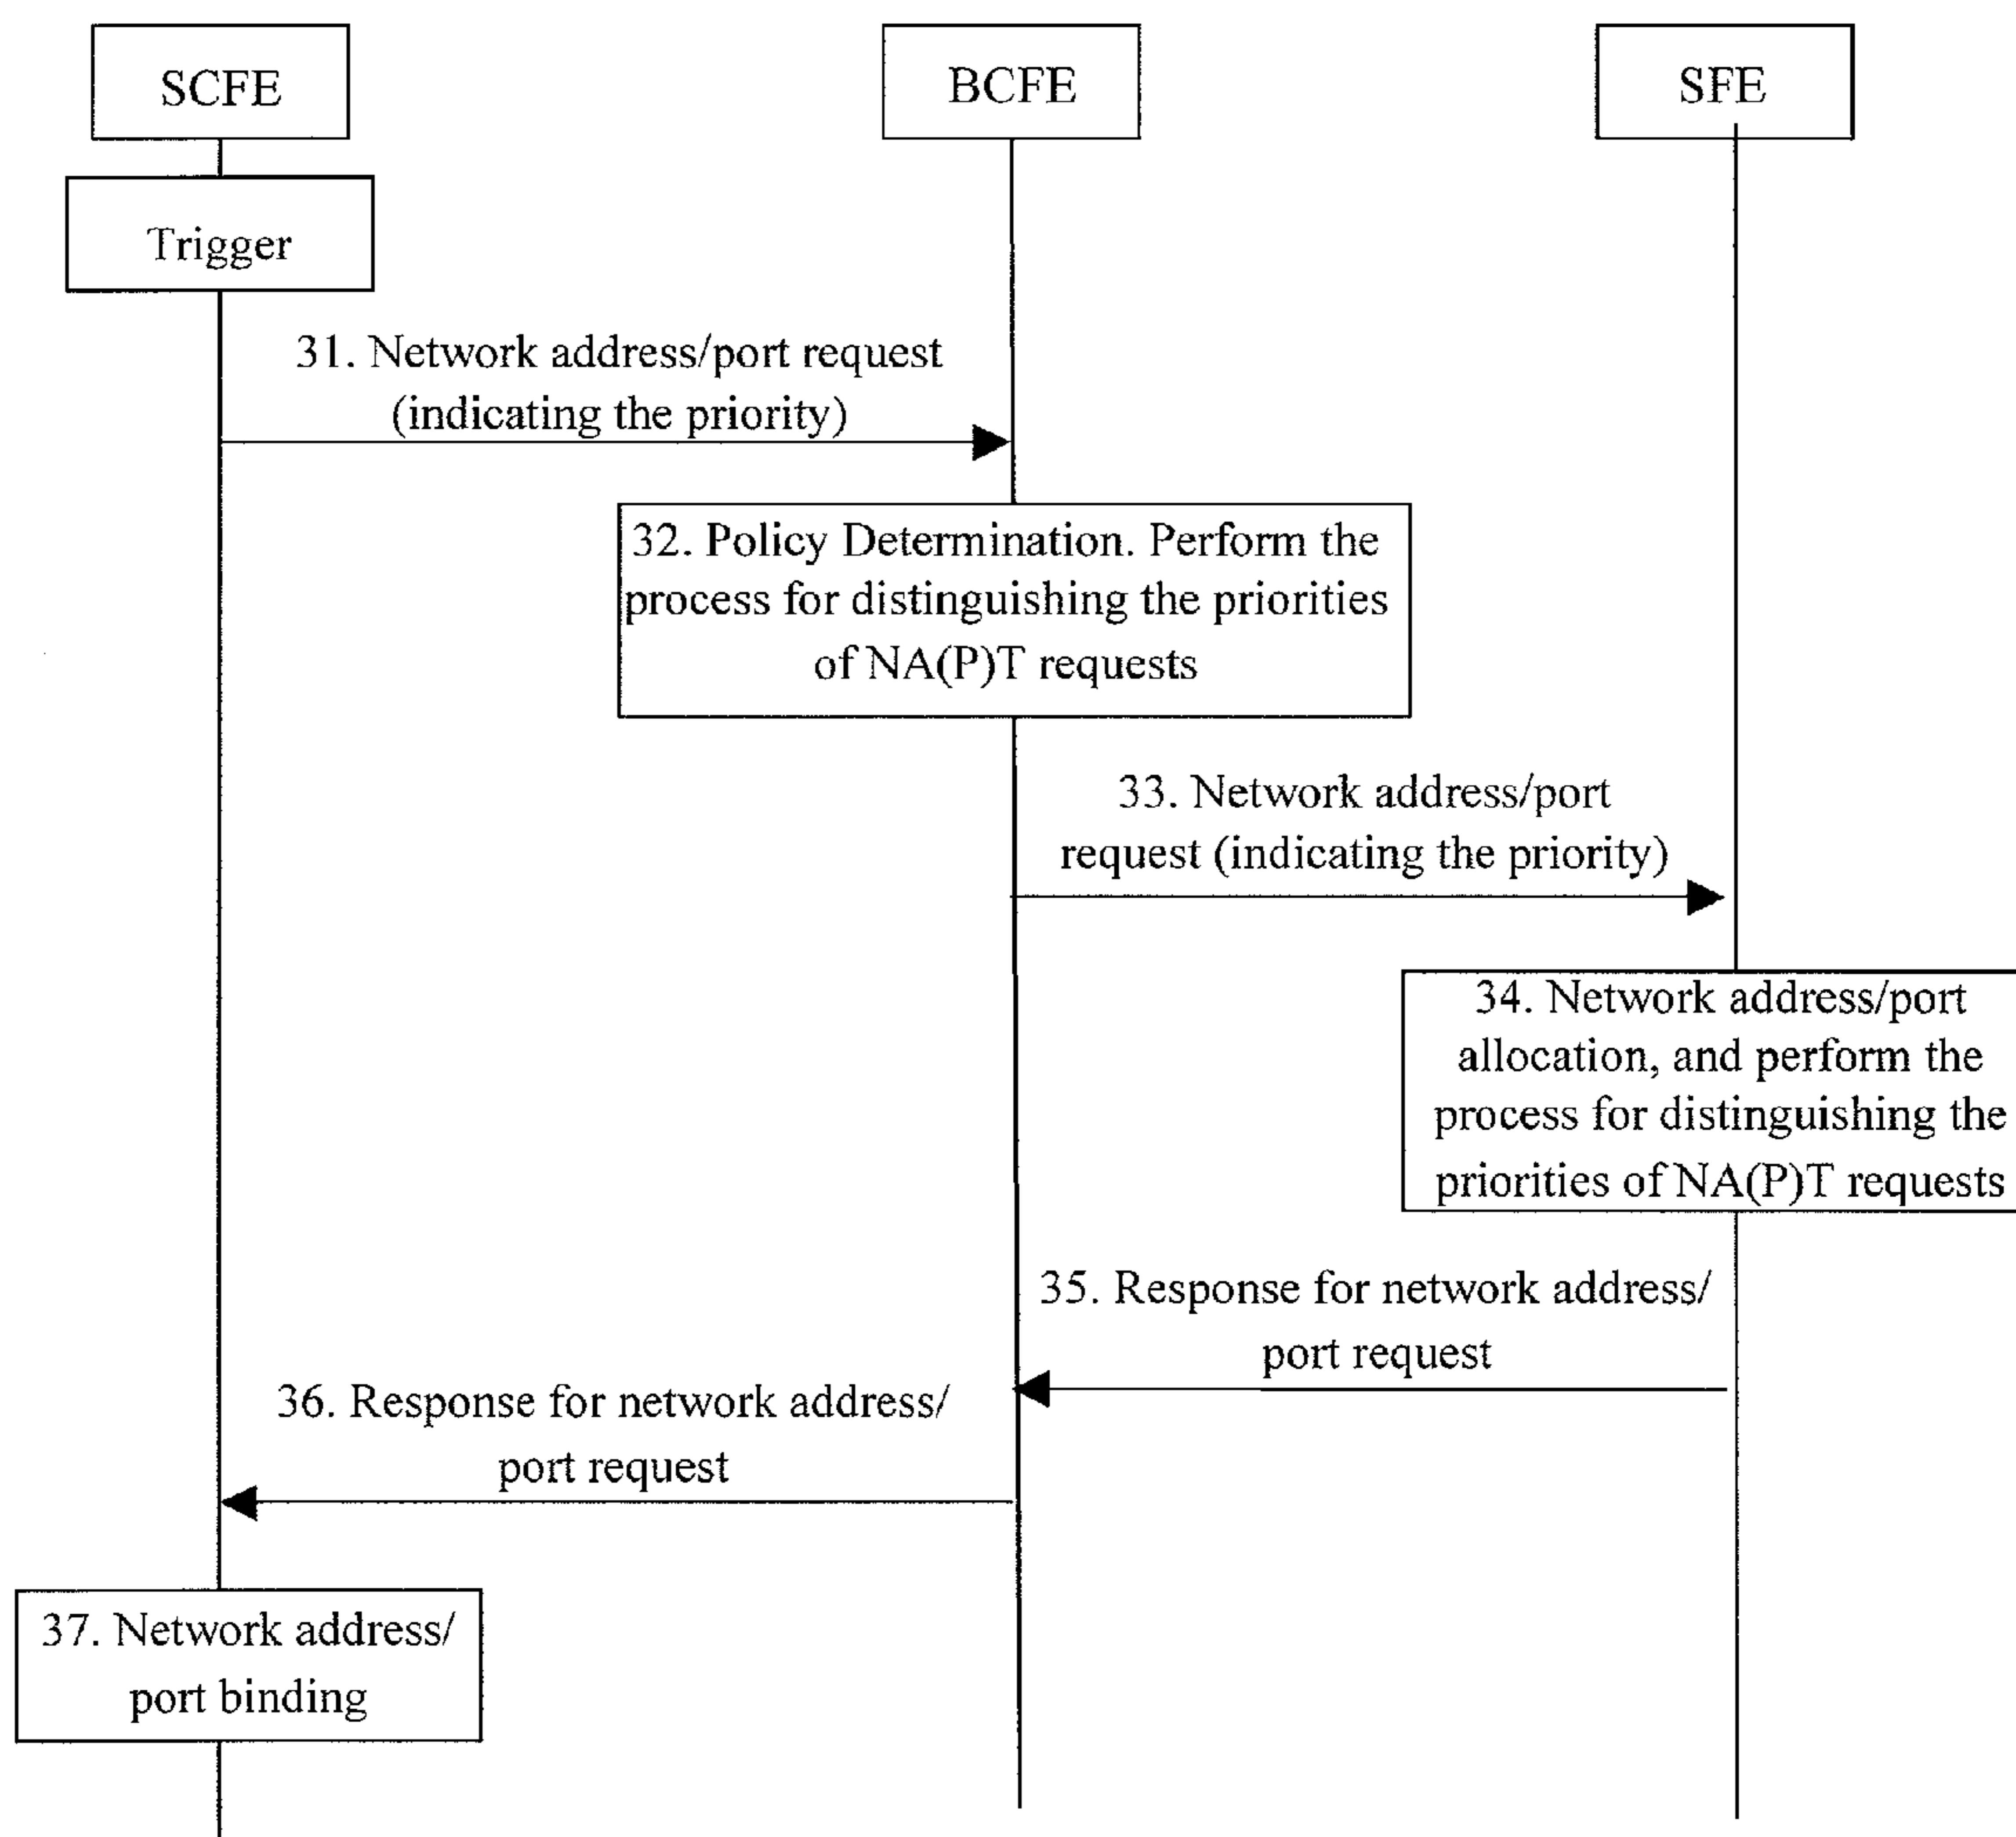 SCFE
BCFE
SFE
Trigger
31. Network address/port request
(indicating the priority)
32. Policy Determination. Perform the
process for distinguishing the priorities
of NA(P)T requests
33. Network address/port
request (indicating the priority)
34. Network address/port
allocation, and perform the
process for distinguishing the
priorities of NA(P)T requests
35. Response for network address/
port request
36. Response for network address/
port request
37. Network address/
port binding